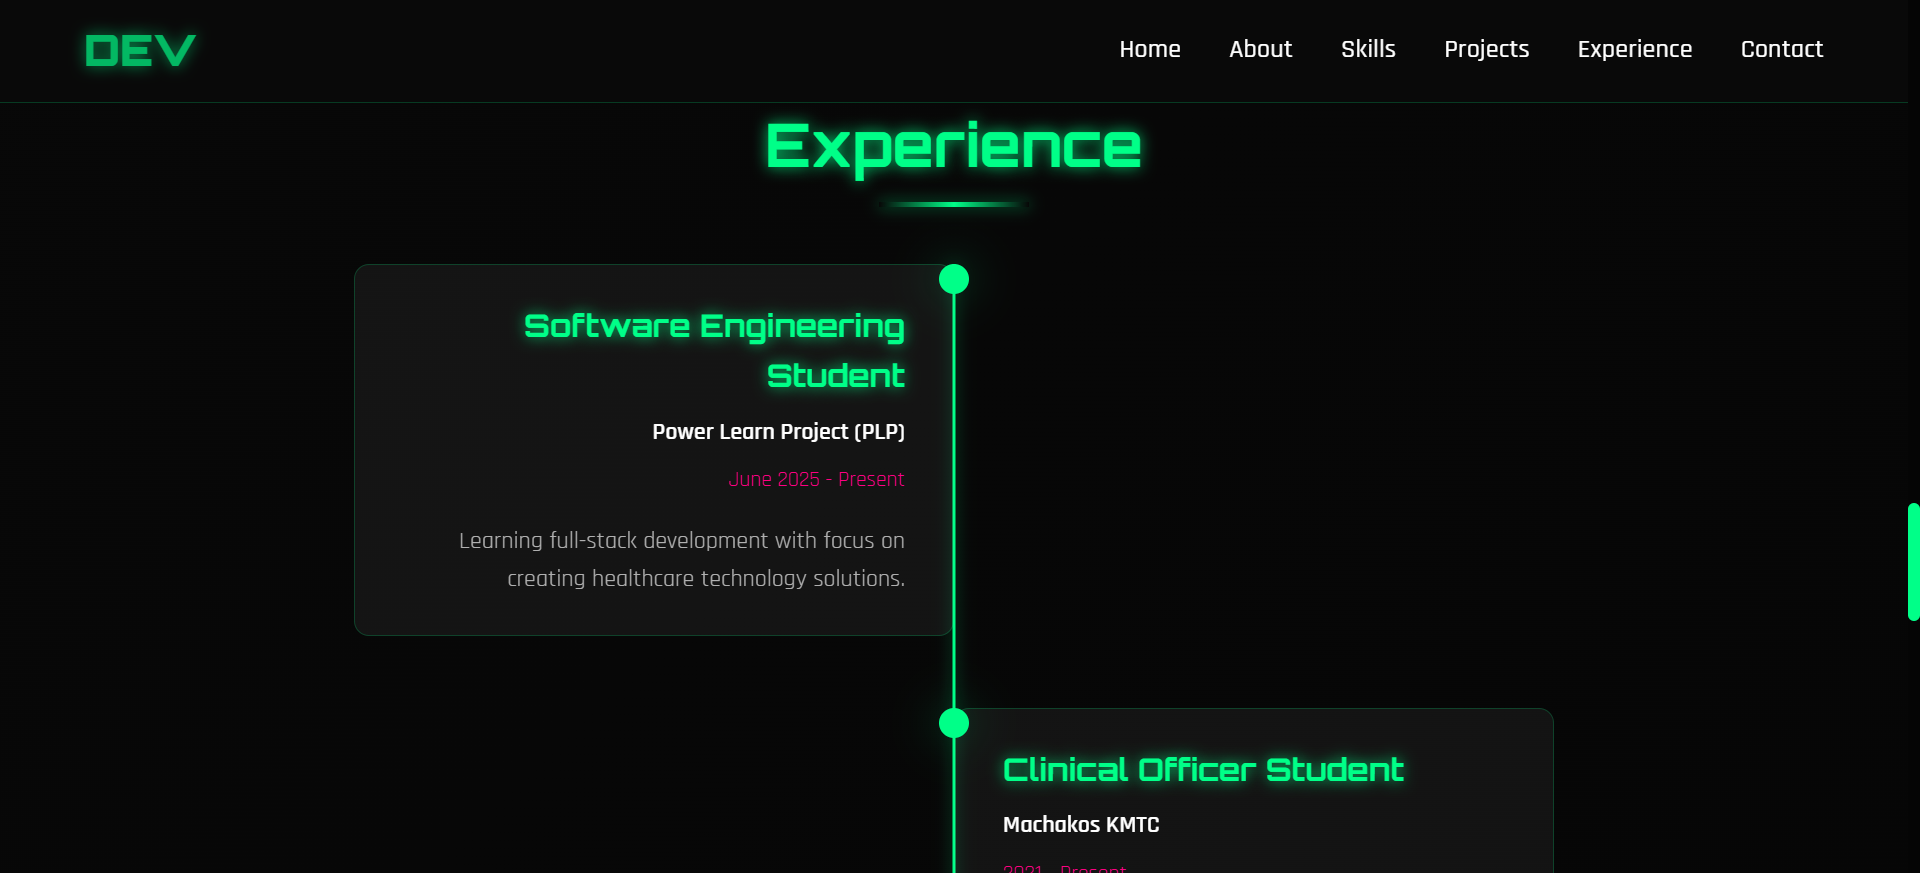 DEV
Home
About
Skills
Projects
Experience
Contact
Experience
Software Engineering
Student
Power Learn Project (PLP)
June 2025 - Present
Learning full-stack development with focus on
creating healthcare technology solutions.
Clinical Officer Student
Machakos KMTC
2021 - Present